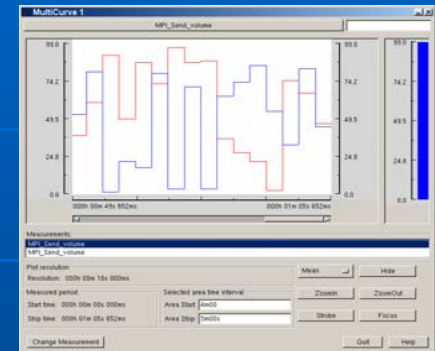 MultiCurve 1
MPI_Send_volume
99.0 99.0 99.0
74.2 74.2 74.2
49.5 49.5 49.5
24.8 24.8 24.8
0.0 0.0 0.0
000h 00m 49s 652ms 000h 01m 05s 652ms
Measurements
MPI_Send_volume
MPI_Send_volume
Plot resolution
Resolution: 000h 00m 16s 000ms
Mean Hide
Measured period Selected area time interval
Start time: 000h 00m 00s 000ms Area Start 4m00
Zoomin ZoomOut
Stop time: 000h 01m 05s 652ms Area Stop 5m00s
Strobe Focus
Change Measurement Quit Help